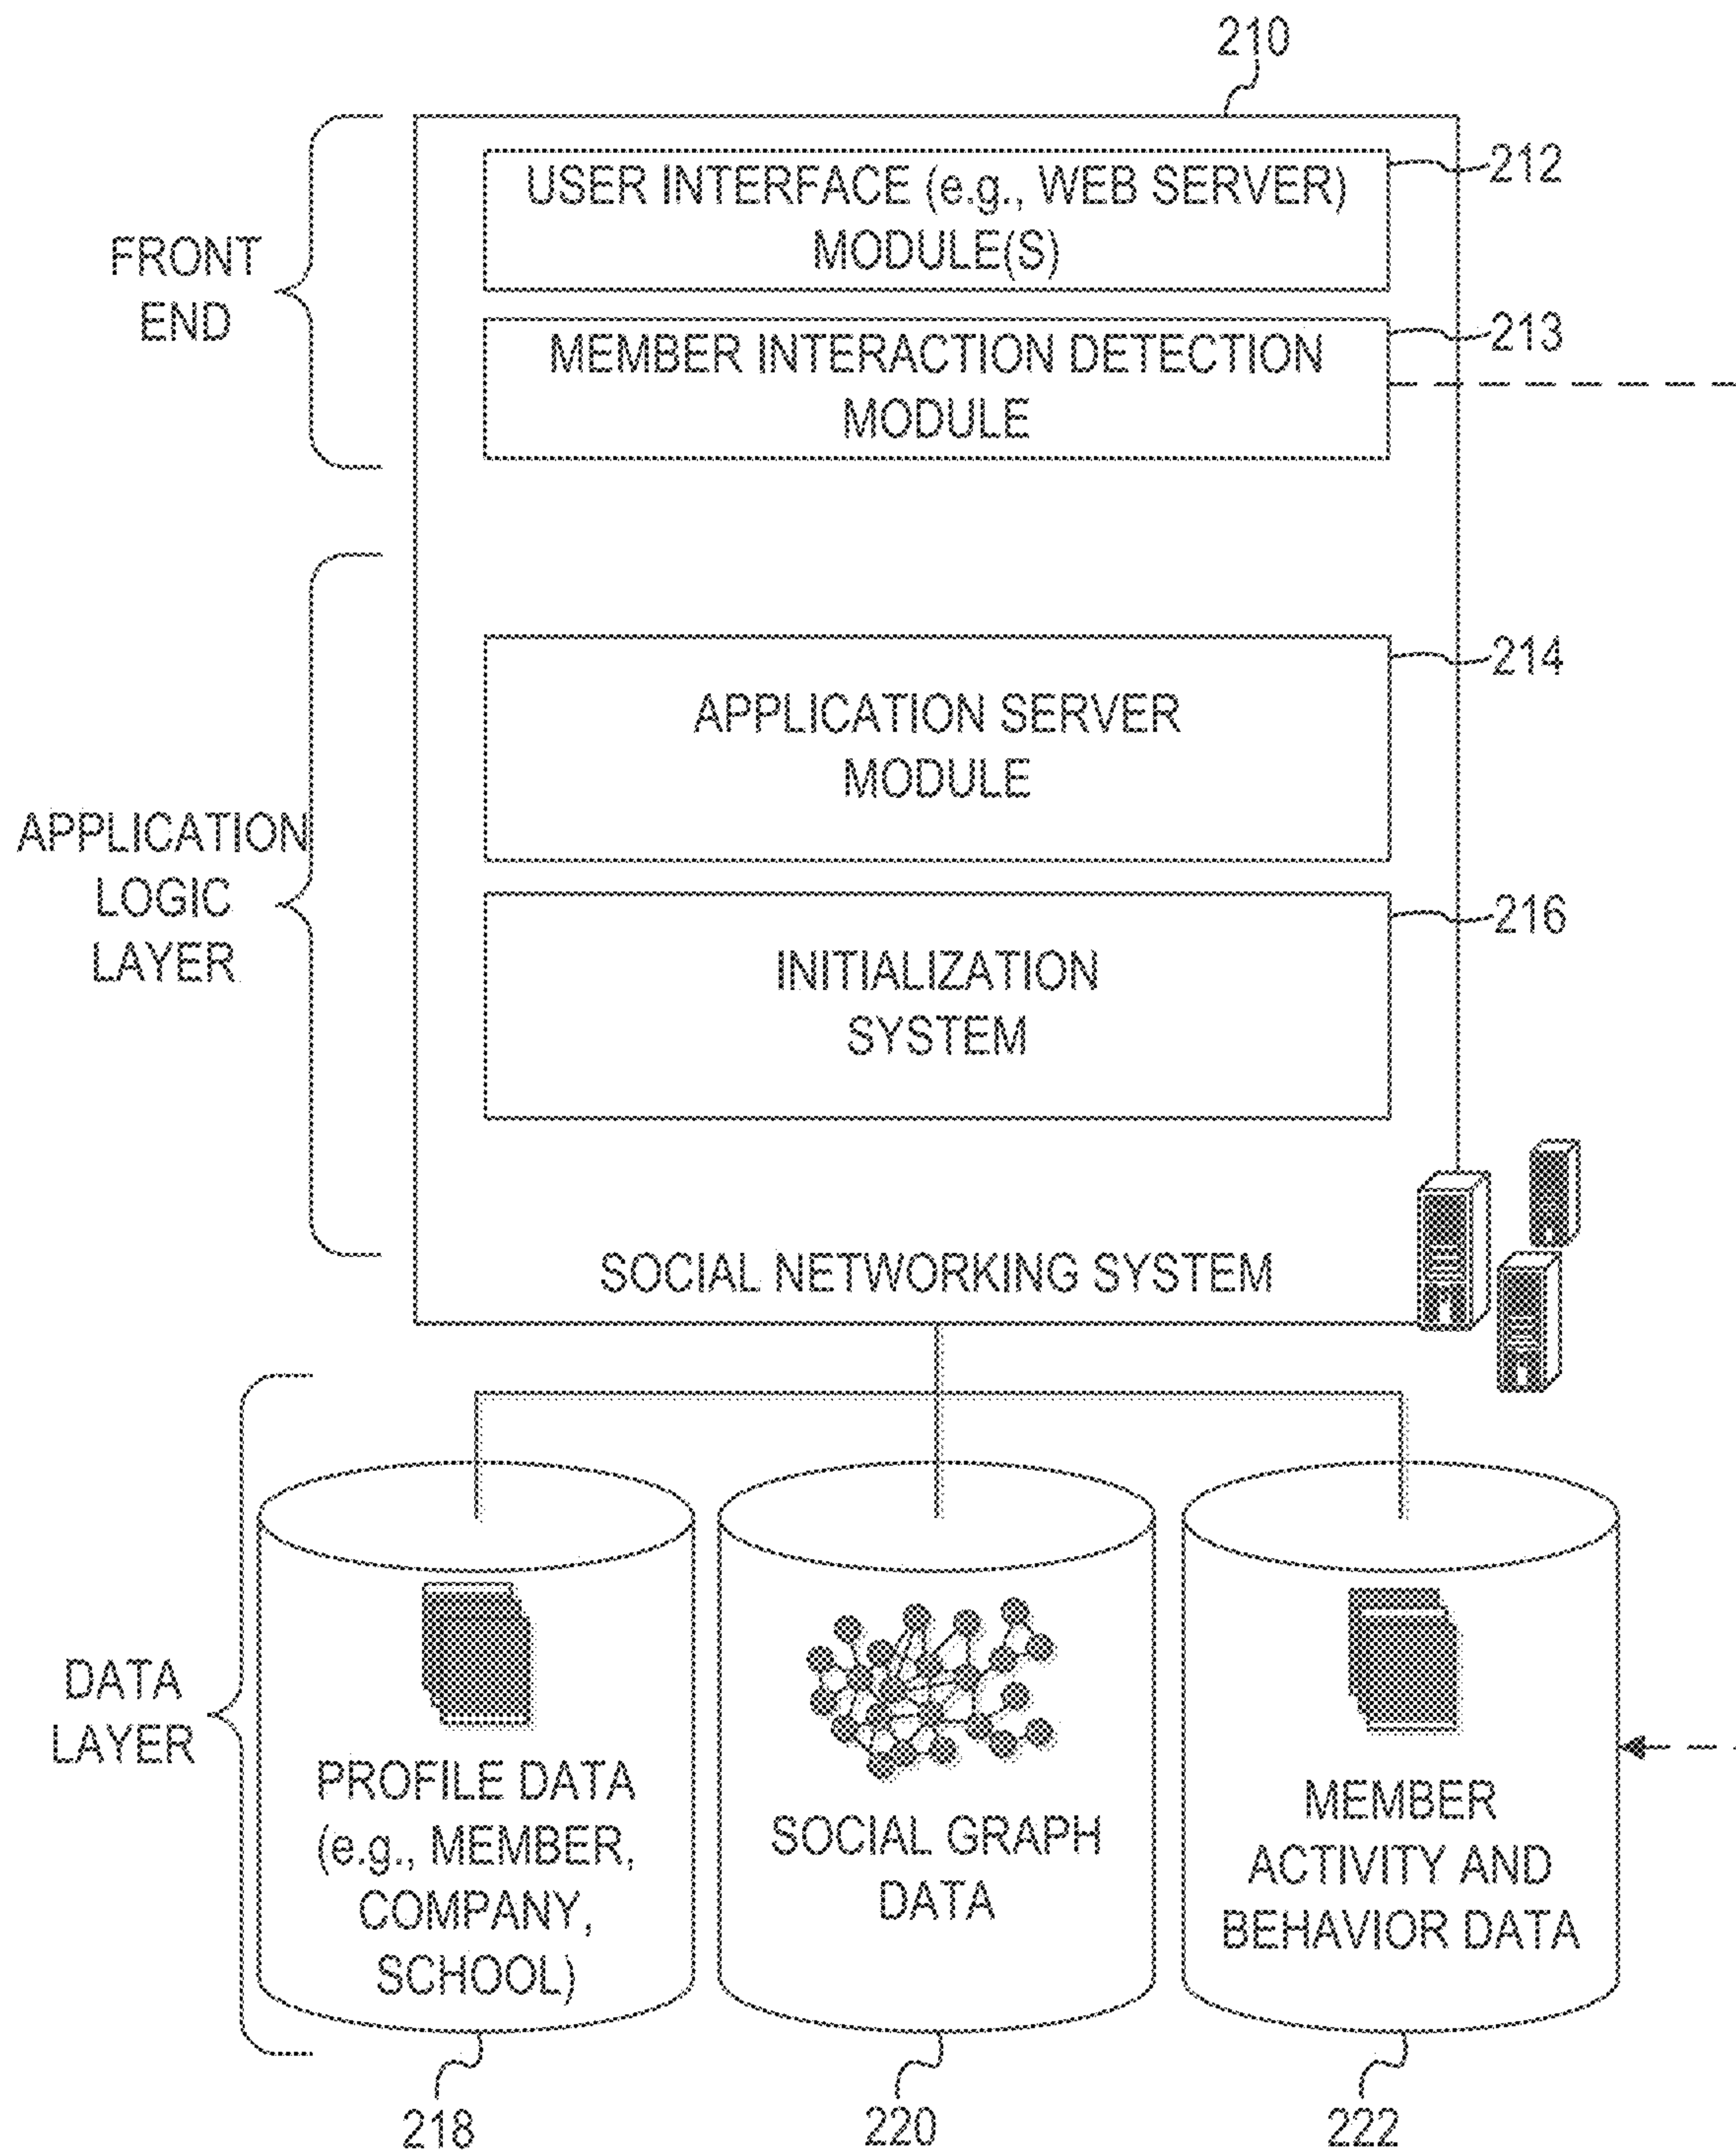 210
USER INTERFACE (e.g., WEB SERVER)
MODULE(S)
212
FRONT
END
MEMBER INTERACTION DETECTION
MODULE
213
APPLICATION SERVER
MODULE
214
APPLICATION
LOGIC
LAYER
INITIALIZATION
SYSTEM
216
SOCIAL NETWORKING SYSTEM
DATA
LAYER
PROFILE DATA
(e.g., MEMBER,
COMPANY,
SCHOOL)
SOCIAL GRAPH
DATA
MEMBER
ACTIVITY AND
BEHAVIOR DATA
218
220
222